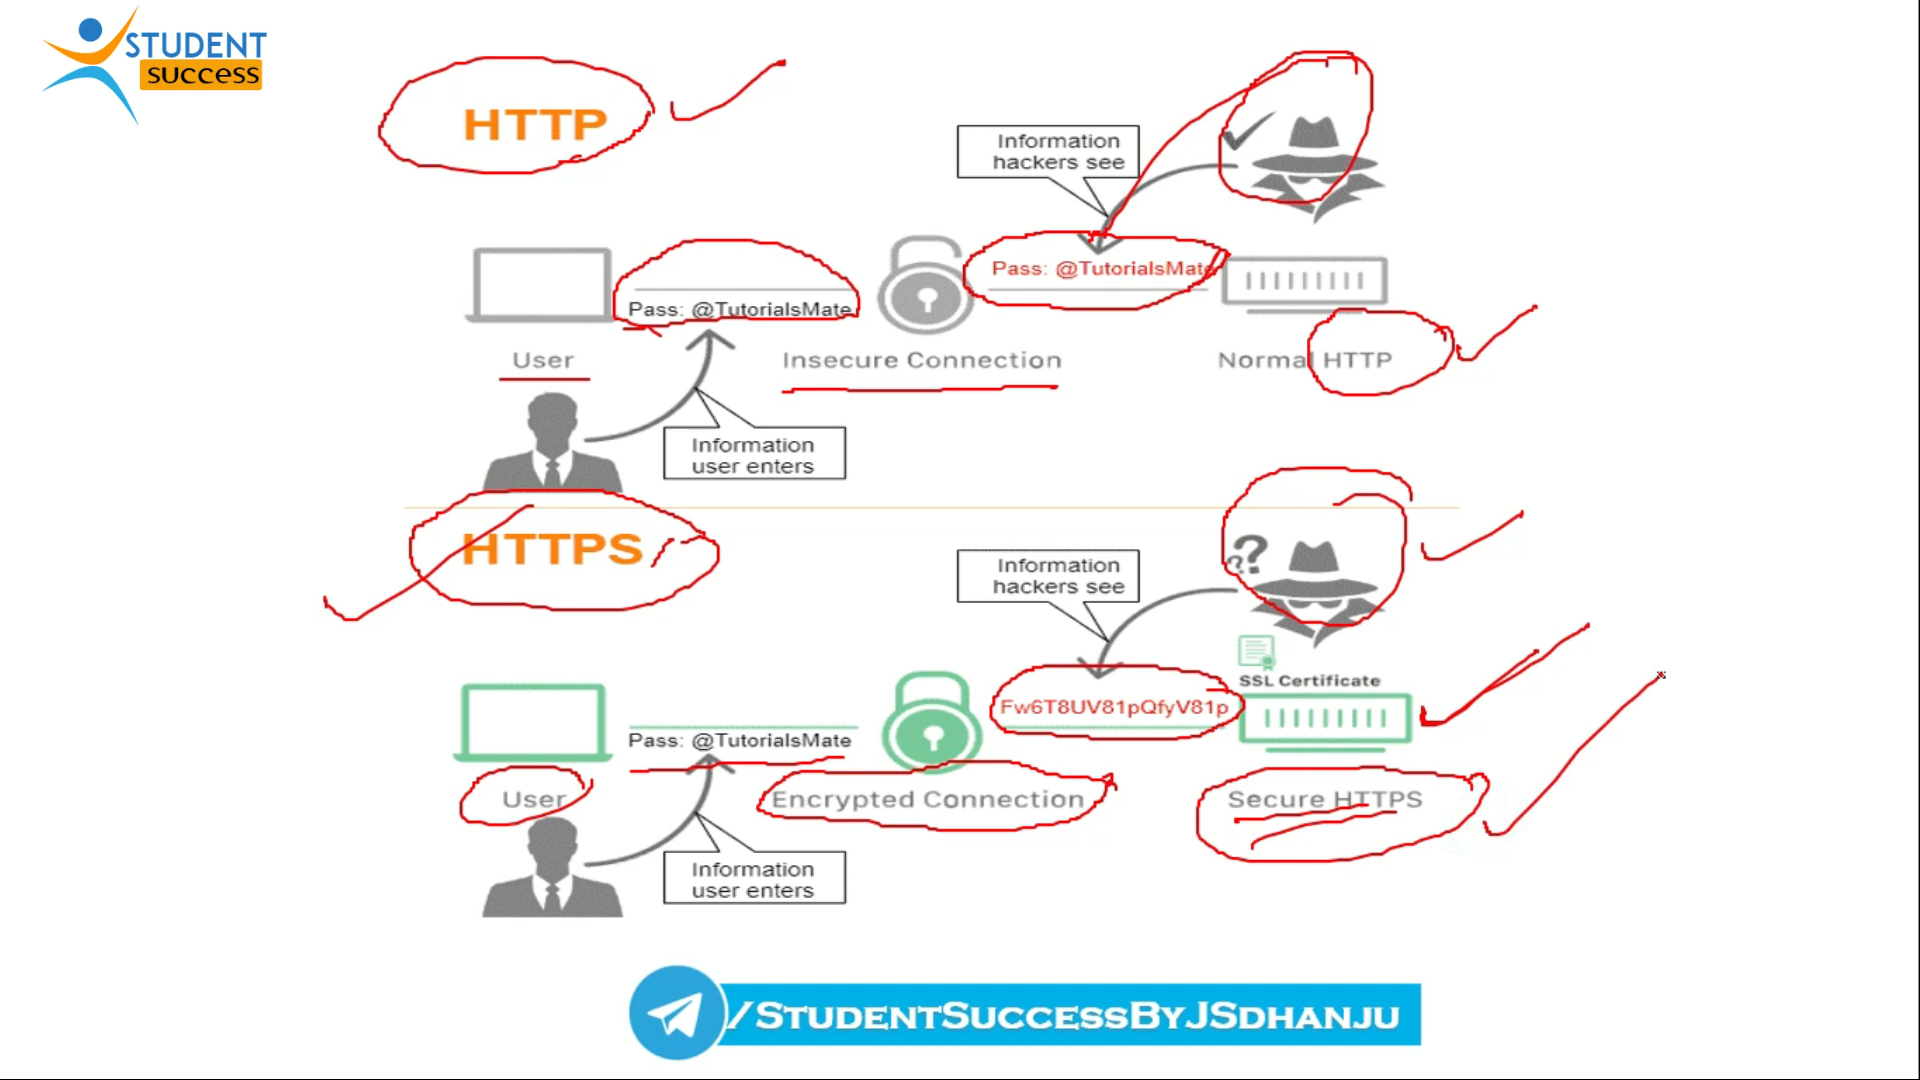 STUDENT
SUCCESS
HTTP
Information
hackers see
Pass: @TutorialsMate
Pass: @TutorialsMate
User
Insecure Connection
Normal HTTP
Information
user enters
HTTPS
Information
hackers see
SSL Certificate
Fw6T8UV81pQfyV81p
Pass: @TutorialsMate
User
Encrypted Connection
Secure HTTPS
Information
user enters
/STUDENTSUCCESSBYJSDHANJU